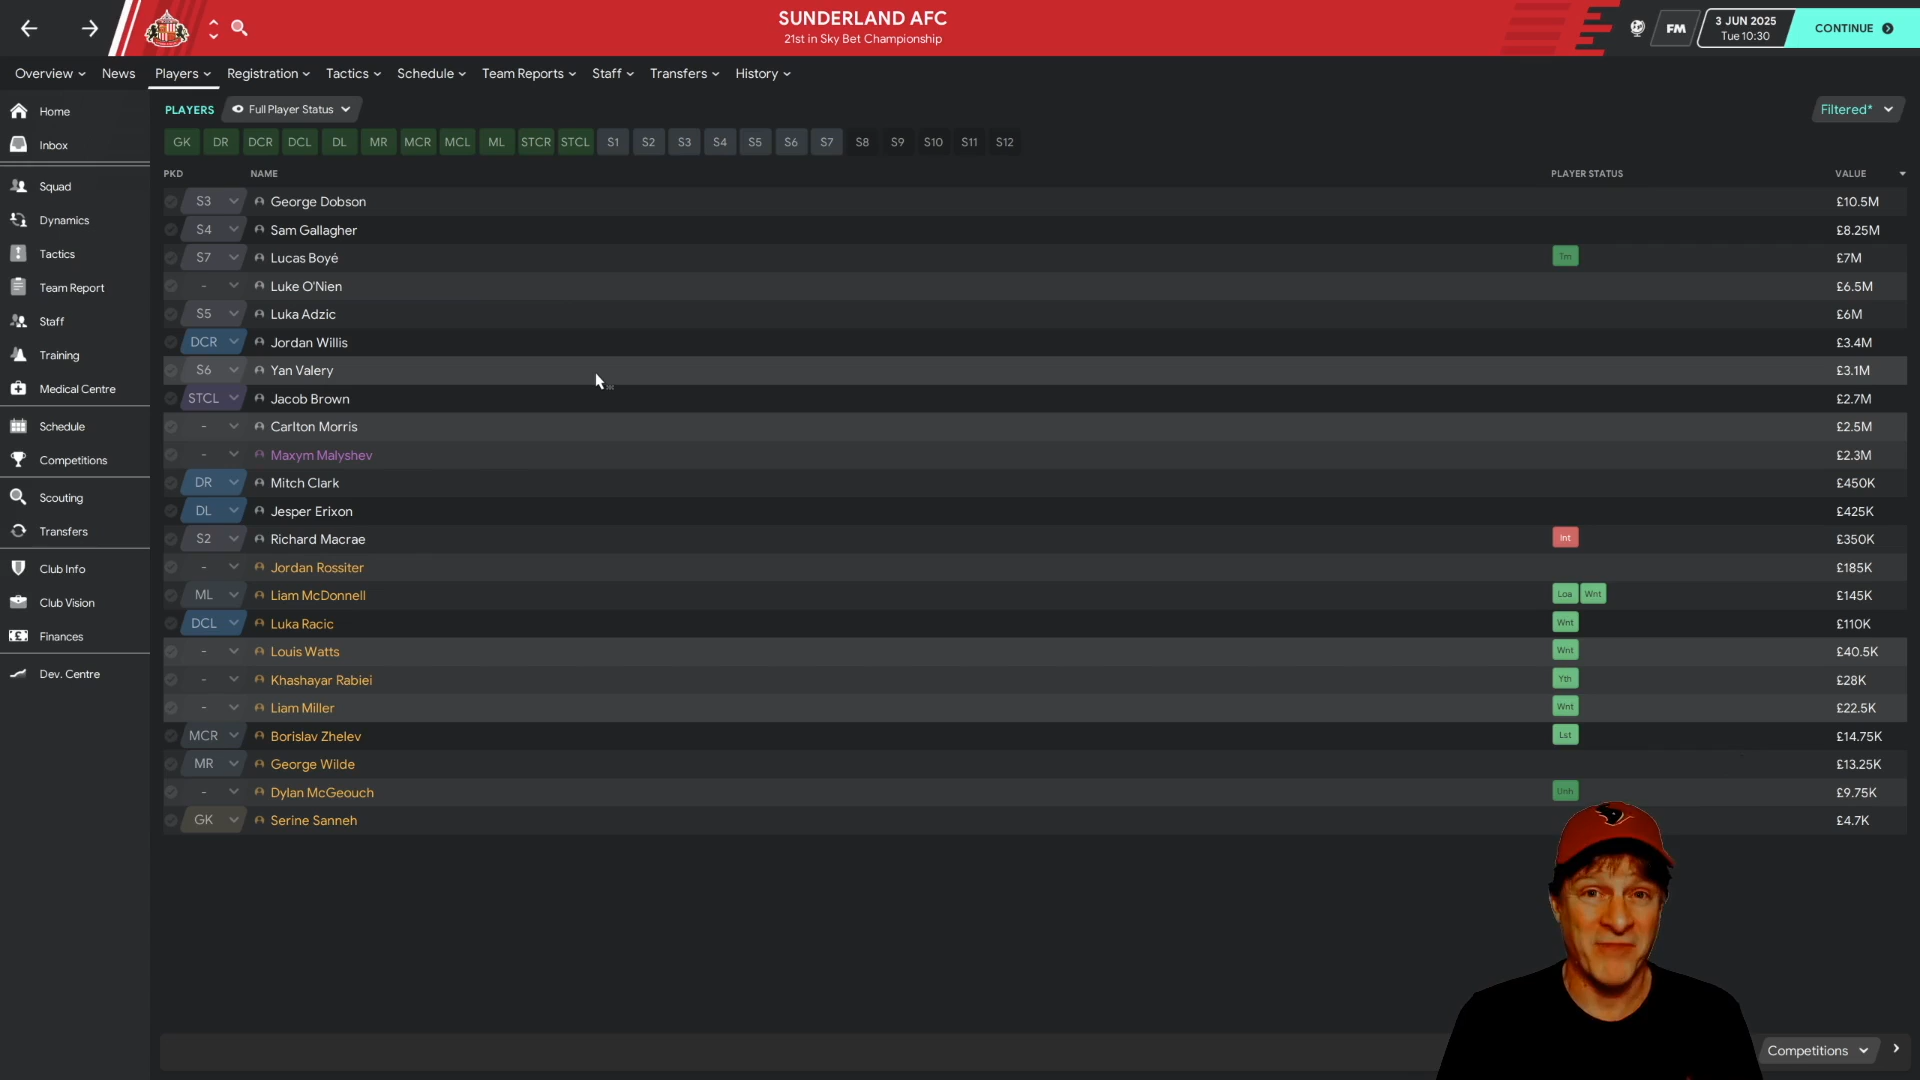 SUNDERLAND AFC
21st in Sky Bet Championship
FM
3 JUN 2025
Tue 10:30
CONTINUE
Overview News Players Registration Tactics Schedule Team Reports Staff Transfers History
Home
Inbox
Squad
Dynamics
Tactics
Team Report
Staff
Training
Medical Centre
Schedule
Competitions
Scouting
Transfers
Club Info
Club Vision
Finances
Dev. Centre
PLAYERS Full Player Status Filtered*
GK DR DCR DCL DL MR MCR MCL ML STCR STCL S1 S2 S3 S4 S5 S6 S7 S8 S9 S10 S11 S12
PKD NAME PLAYER STATUS VALUE
S3 George Dobson £10.5M
S4 Sam Gallagher £8.25M
S7 Lucas Boyé Trn £7M
- Luke O'Nien £6.5M
S5 Luka Adzic £6M
DCR Jordan Willis £3.4M
S6 Yan Valery £3.1M
STCL Jacob Brown £2.7M
- Carlton Morris £2.5M
- Maxym Malyshev £2.3M
DR Mitch Clark £450K
DL Jesper Erixon £425K
S2 Richard Macrae Int £350K
- Jordan Rossiter £185K
ML Liam McDonnell Loa Wnt £145K
DCL Luka Racic Wnt £110K
- Louis Watts Wnt £40.5K
- Khashayar Rabiei Yth £28K
- Liam Miller Wnt £22.5K
MCR Borislav Zhelev Lst £14.75K
MR George Wilde £13.25K
- Dylan McGeouch Unh £9.75K
GK Serine Sanneh £4.7K
Competitions